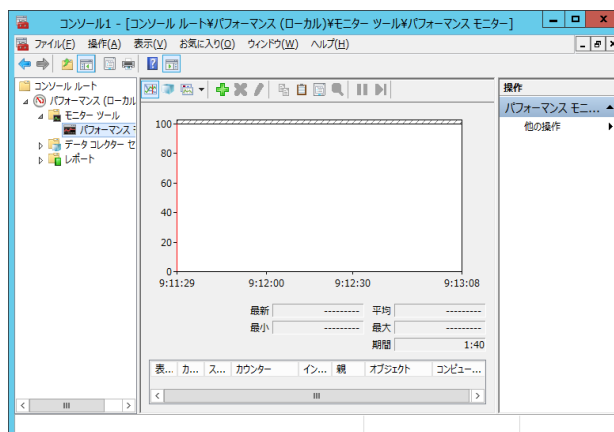 コンソール1 - [コンソール ルート¥パフォーマンス (ローカル)¥モニター ツール¥パフォーマンス モニター]
ファイル(F) 操作(A) 表示(V) お気に入り(O) ウィンドウ(W) ヘルプ(H)
コンソール ルート
パフォーマンス (ローカル
モニター ツール
パフォーマンス モ
データ コレクター セ
レポート
100
80
60
40
20
0
9:11:29 9:12:00 9:12:30 9:13:08
最新 --------- 平均 ---------
最小 --------- 最大 ---------
期間 1:40
表... カ... ス... カウンター イン... 親 オブジェクト コンピュー...
操作
パフォーマンス モニ...
他の操作